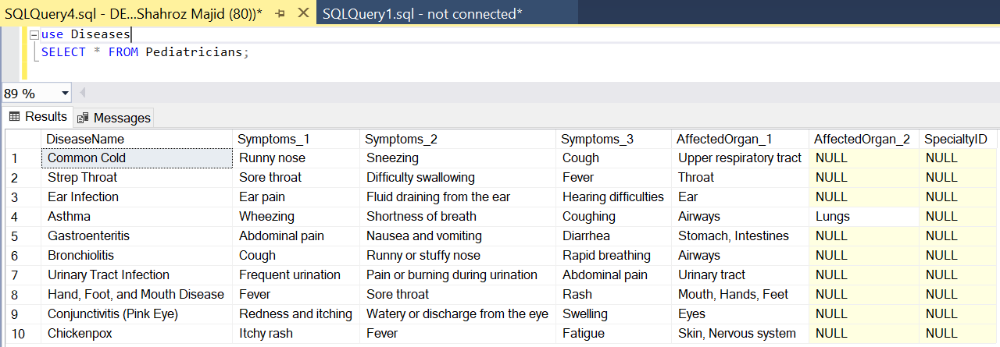 SQLQuery4.sql - DE...Shahroz Majid (80))* SQLQuery1.sql - not connected*
use Diseases
SELECT * FROM Pediatricians;
89 %
Results Messages
DiseaseName Symptoms_1 Symptoms_2 Symptoms_3 AffectedOrgan_1 AffectedOrgan_2 SpecialtyID
1 Common Cold Runny nose Sneezing Cough Upper respiratory tract NULL NULL
2 Strep Throat Sore throat Difficulty swallowing Fever Throat NULL NULL
3 Ear Infection Ear pain Fluid draining from the ear Hearing difficulties Ear NULL NULL
4 Asthma Wheezing Shortness of breath Coughing Airways Lungs NULL
5 Gastroenteritis Abdominal pain Nausea and vomiting Diarrhea Stomach, Intestines NULL NULL
6 Bronchiolitis Cough Runny or stuffy nose Rapid breathing Airways NULL NULL
7 Urinary Tract Infection Frequent urination Pain or burning during urination Abdominal pain Urinary tract NULL NULL
8 Hand, Foot, and Mouth Disease Fever Sore throat Rash Mouth, Hands, Feet NULL NULL
9 Conjunctivitis (Pink Eye) Redness and itching Watery or discharge from the eye Swelling Eyes NULL NULL
10 Chickenpox Itchy rash Fever Fatigue Skin, Nervous system NULL NULL